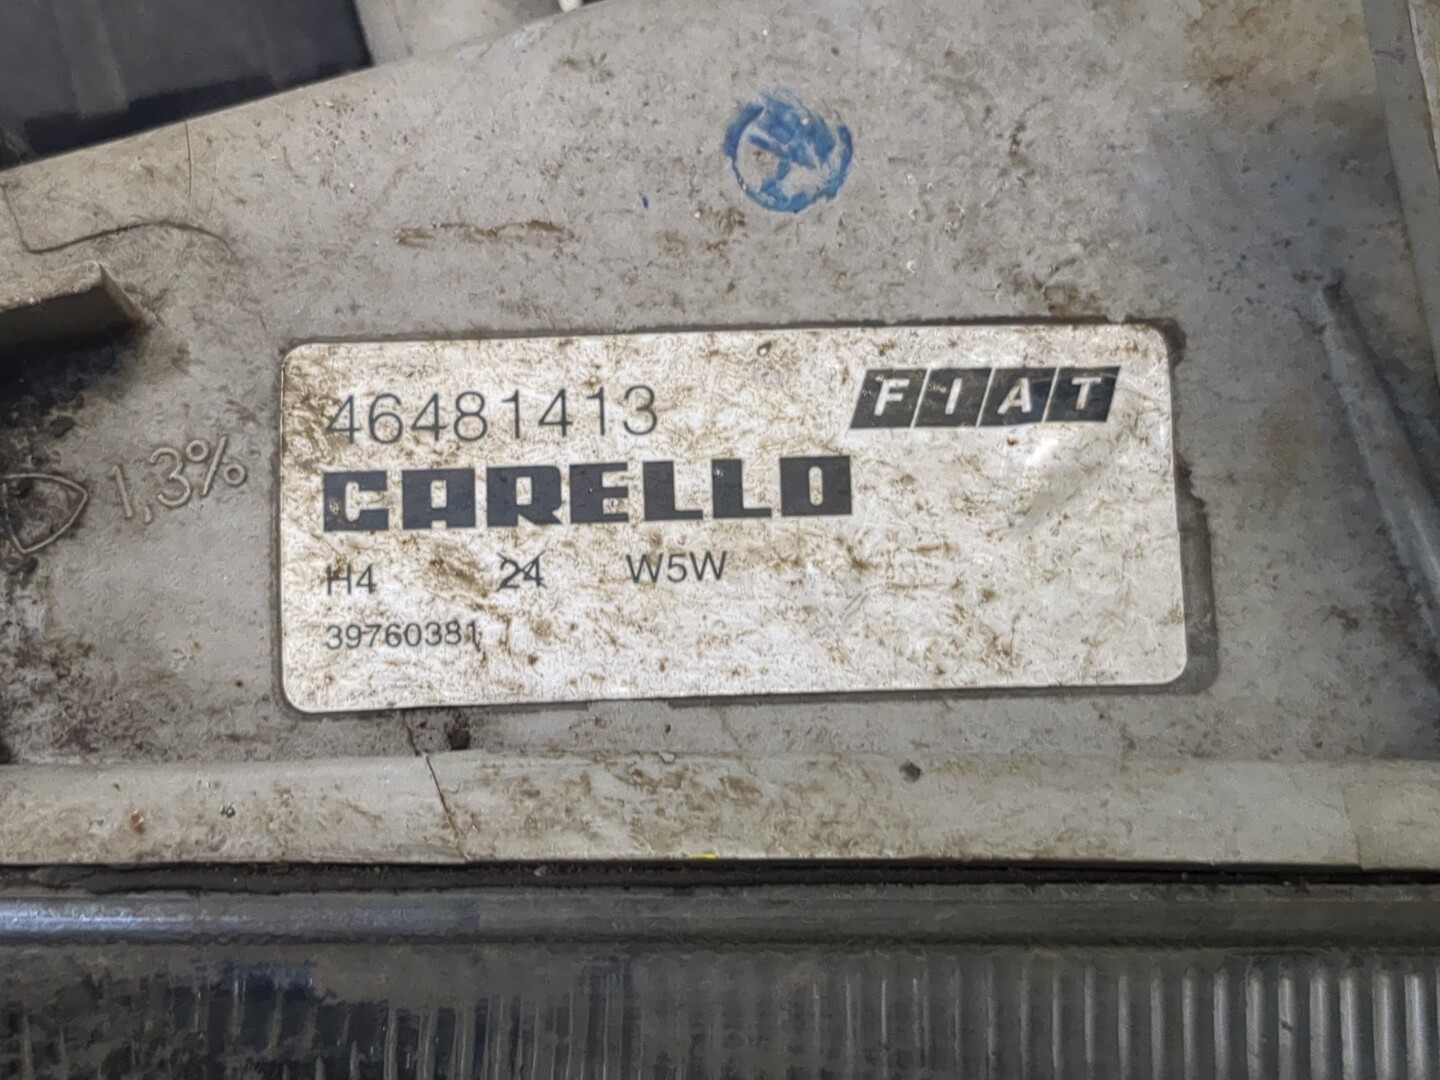 46481413 FIAT
CARELLO
H4 24 W5W
39760381
1,3%